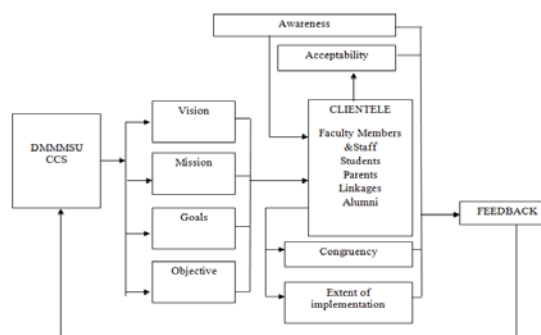 Awareness
Acceptability
DMMMSU
CCS
Vision
Mission
Goals
Objective
CLIENTELE
Faculty Members
&Staff
Students
Parents
Linkages
Alumni
Congruency
Extent of
implementation
FEEDBACK